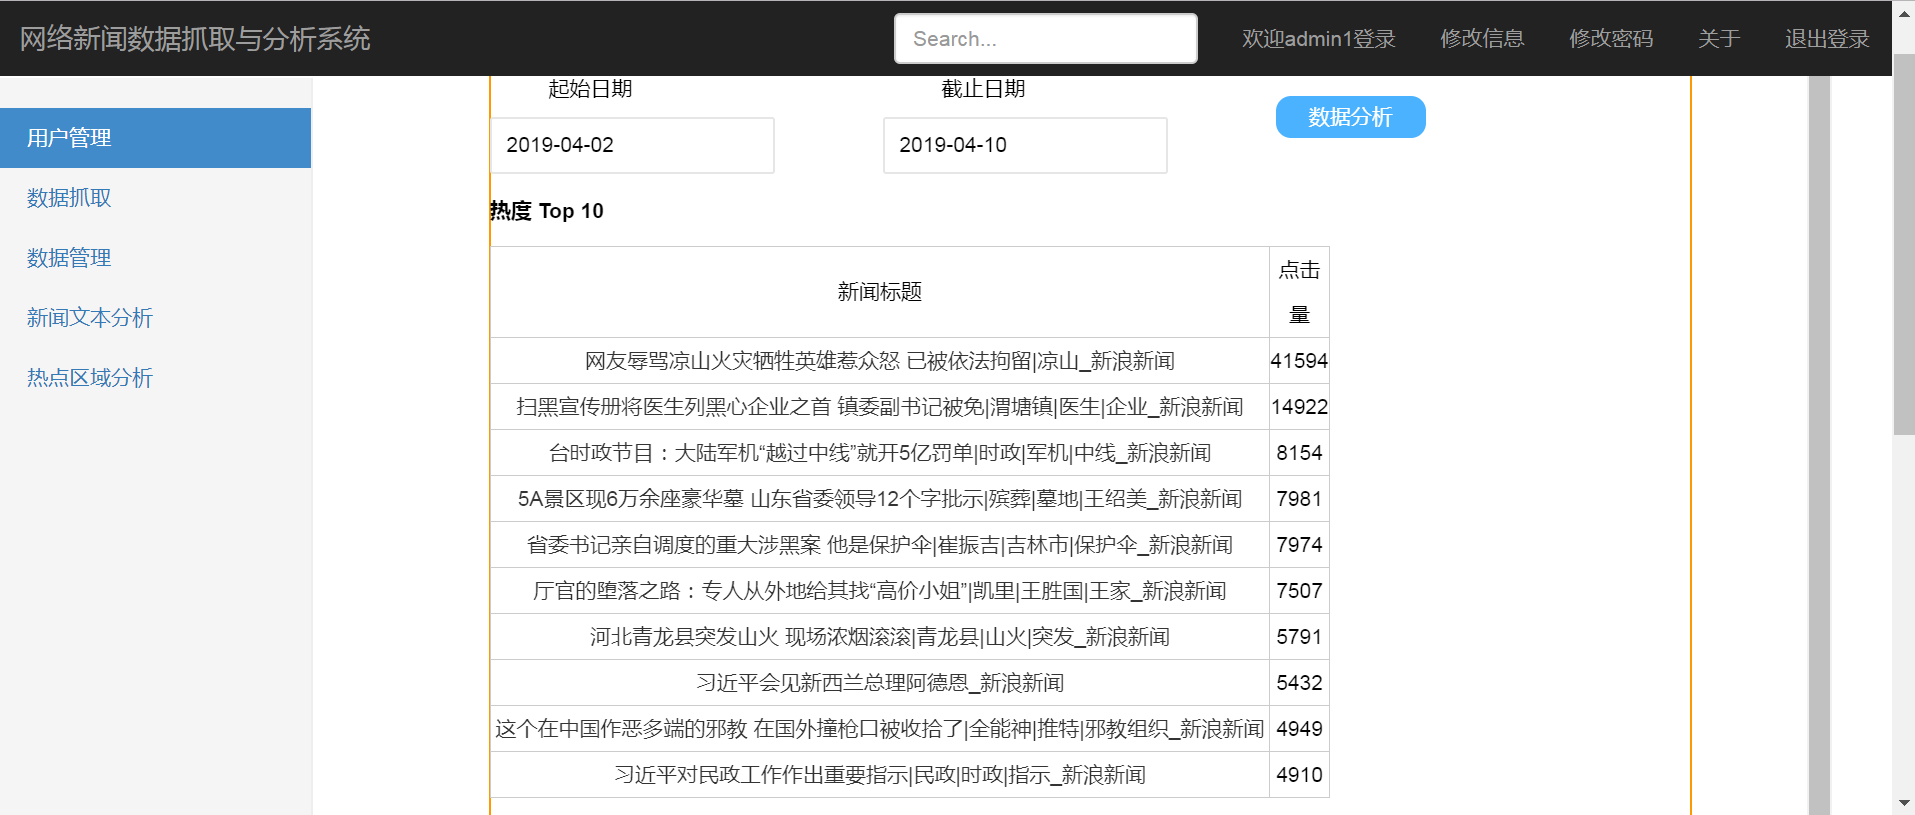 网络新闻数据抓取与分析系统
Search...
欢迎admin1登录
修改信息
修改密码
关于
退出登录
用户管理
数据抓取
数据管理
新闻文本分析
热点区域分析
起始日期
截止日期
数据分析
2019-04-02
2019-04-10
热度 Top 10
新闻标题
点击
量
网友辱骂凉山火灾牺牲英雄惹众怒 已被依法拘留|凉山_新浪新闻
41594
扫黑宣传册将医生列黑心企业之首 镇委副书记被免|渭塘镇|医生|企业_新浪新闻
14922
台时政节目：大陆军机“越过中线”就开5亿罚单|时政|军机|中线_新浪新闻
8154
5A景区现6万余座豪华墓 山东省委领导12个字批示|殡葬|墓地|王绍美_新浪新闻
7981
省委书记亲自调度的重大涉黑案 他是保护伞|崔振吉|吉林市|保护伞_新浪新闻
7974
厅官的堕落之路：专人从外地给其找“高价小姐”|凯里|王胜国|王家_新浪新闻
7507
河北青龙县突发山火 现场浓烟滚滚|青龙县|山火|突发_新浪新闻
5791
习近平会见新西兰总理阿德恩_新浪新闻
5432
这个在中国作恶多端的邪教 在国外撞枪口被收拾了|全能神|推特|邪教组织_新浪新闻
4949
习近平对民政工作作出重要指示|民政|时政|指示_新浪新闻
4910